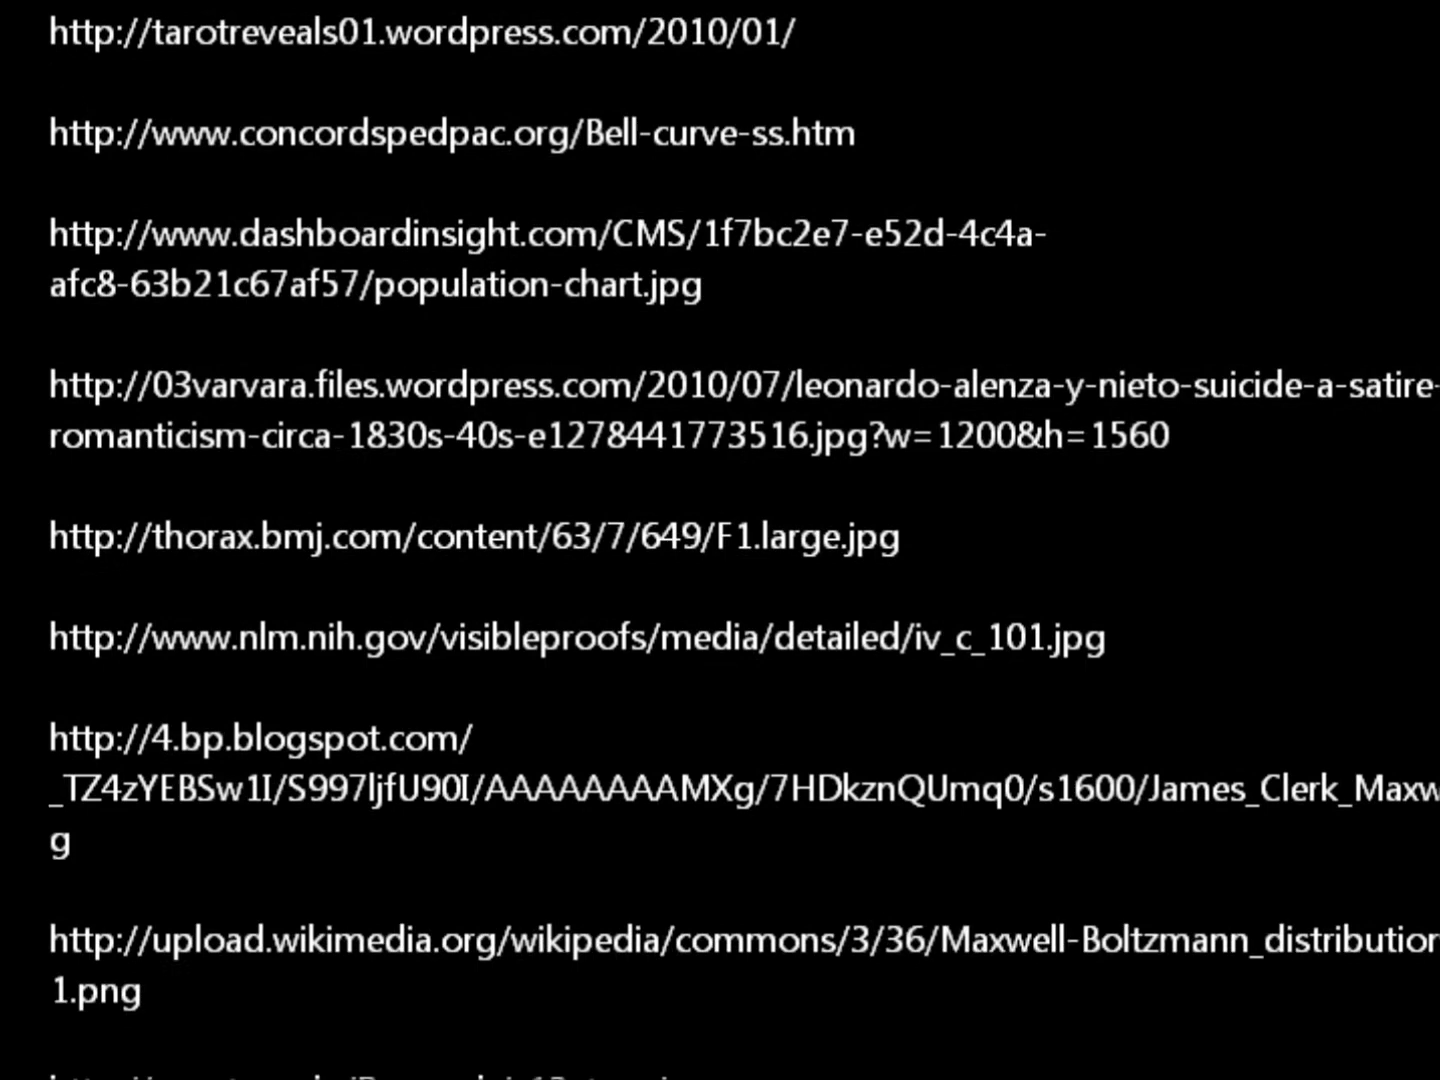 http://tarotreveals01.wordpress.com/2010/01/
http://www.concordspedpac.org/Bell-curve-ss.htm
http://www.dashboardinsight.com/CMS/1f7bc2e7-e52d-4c4a-
afc8-63b21c67af57/population-chart.jpg
http://03varvara.files.wordpress.com/2010/07/leonardo-alenza-y-nieto-suicide-a-satire-
romanticism-circa-1830s-40s-e1278441773516.jpg?w=1200&h=1560
http://thorax.bmj.com/content/63/7/649/F1.large.jpg
http://www.nlm.nih.gov/visibleproofs/media/detailed/iv_c_101.jpg
http://4.bp.blogspot.com/
_TZ4zYEBSw1I/S997ljfU90I/AAAAAAAAMXg/7HDkznQUmq0/s1600/James_Clerk_Maxw
g
http://upload.wikimedia.org/wikipedia/commons/3/36/Maxwell-Boltzmann_distribution
1.png